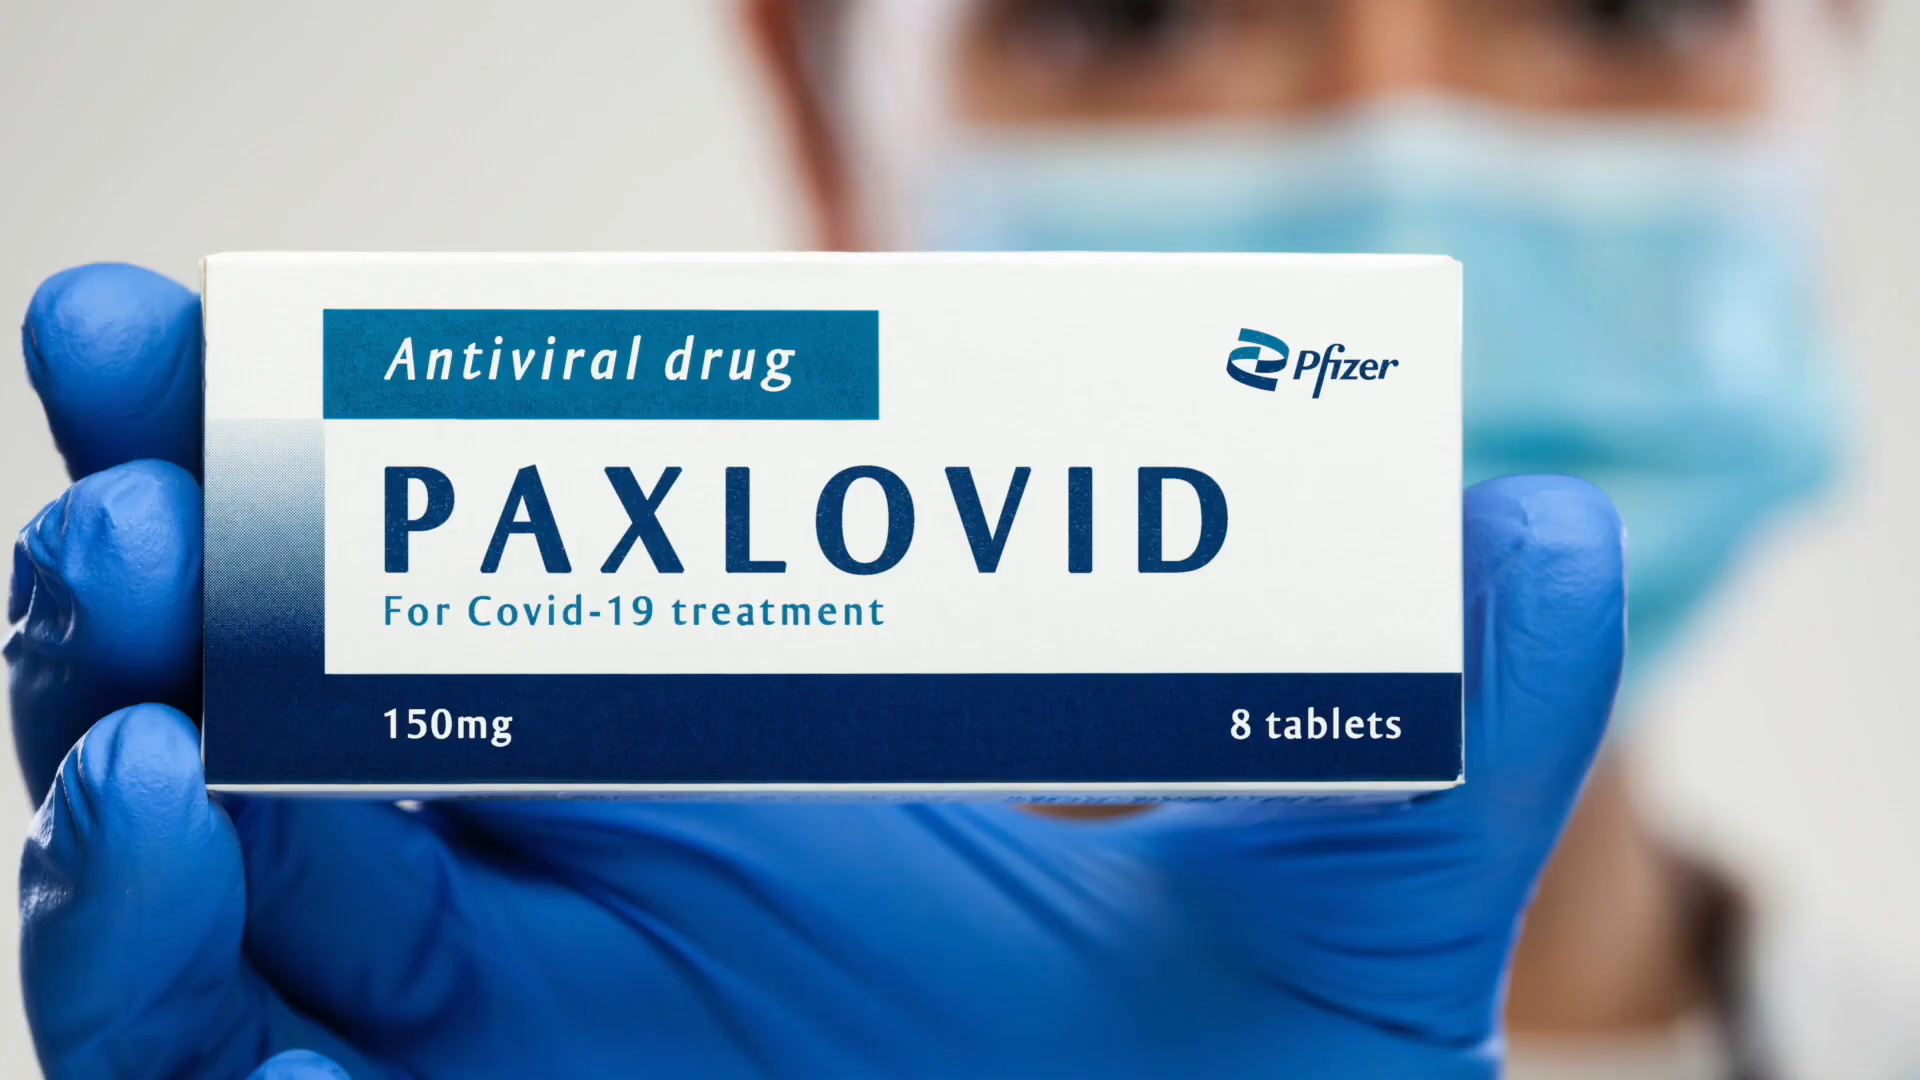 Antiviral drug
Pfizer
PAXLOVID
For Covid-19 treatment
150mg
8 tablets